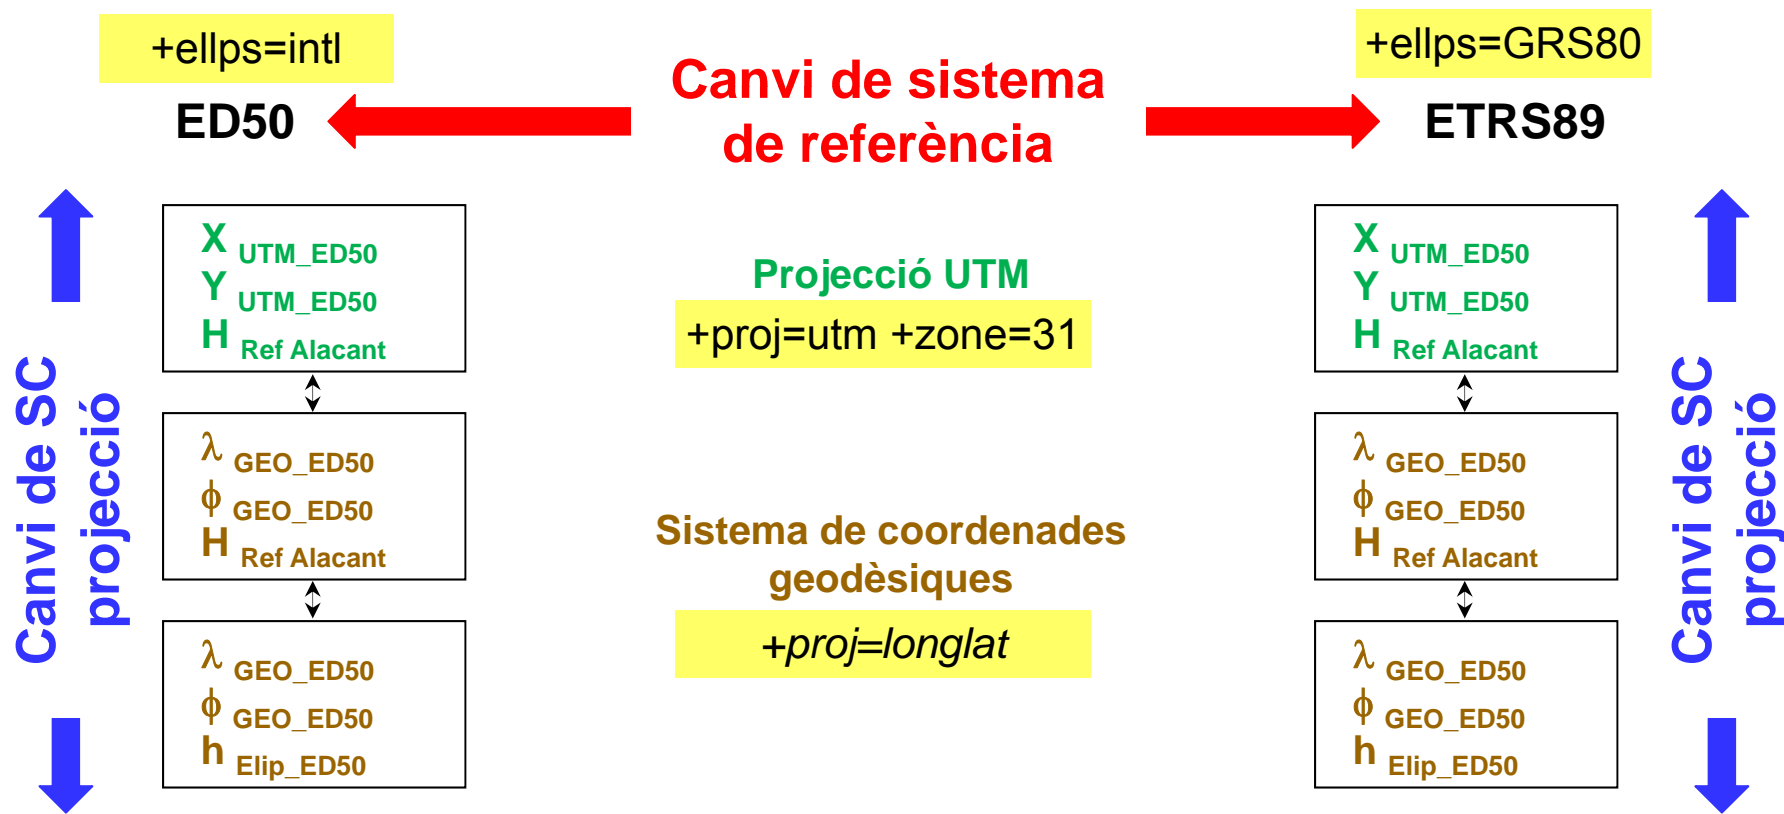 +ellps=intl
+ellps=GRS80
Canvi de sistema
de referència
ED50
ETRS89
X UTM_ED50
Y UTM_ED50
H Ref Alacant
λ GEO_ED50
ϕ GEO_ED50
H Ref Alacant
λ GEO_ED50
ϕ GEO_ED50
h Elip_ED50
Canvi de SC
projecció
Projecció UTM
+proj=utm +zone=31
Sistema de coordenades
geodèsiques
+proj=longlat
X UTM_ED50
Y UTM_ED50
H Ref Alacant
λ GEO_ED50
ϕ GEO_ED50
H Ref Alacant
λ GEO_ED50
ϕ GEO_ED50
h Elip_ED50
Canvi de SC
projecció